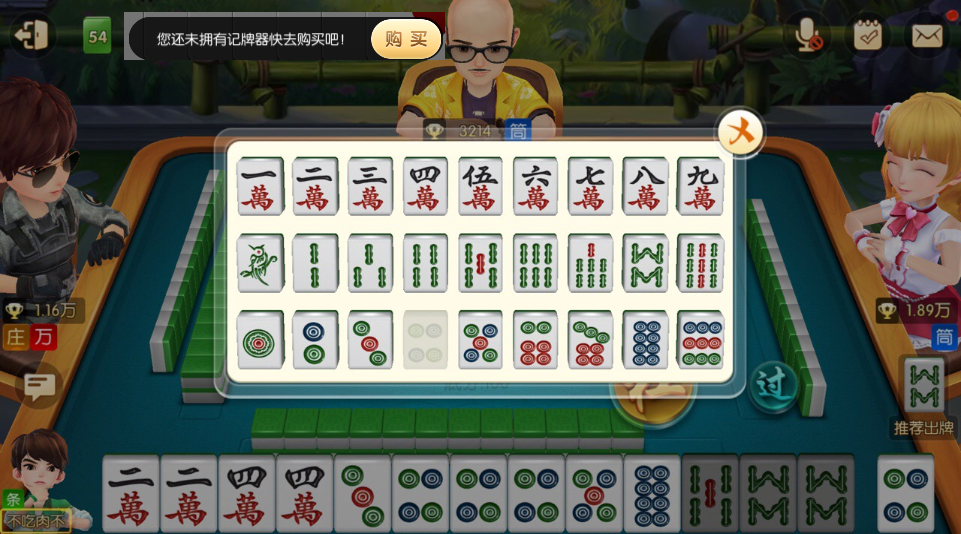 54
您还未拥有记牌器快去购买吧!
购 买
3214
筒
一 二 三 四 伍 六 七 八 九
萬 萬 萬 萬 萬 萬 萬 萬 萬
1.16万
庄 万
1.89万
筒
过
推荐出牌
二 二 四 四
萬 萬 萬 萬
条
不吃肉不